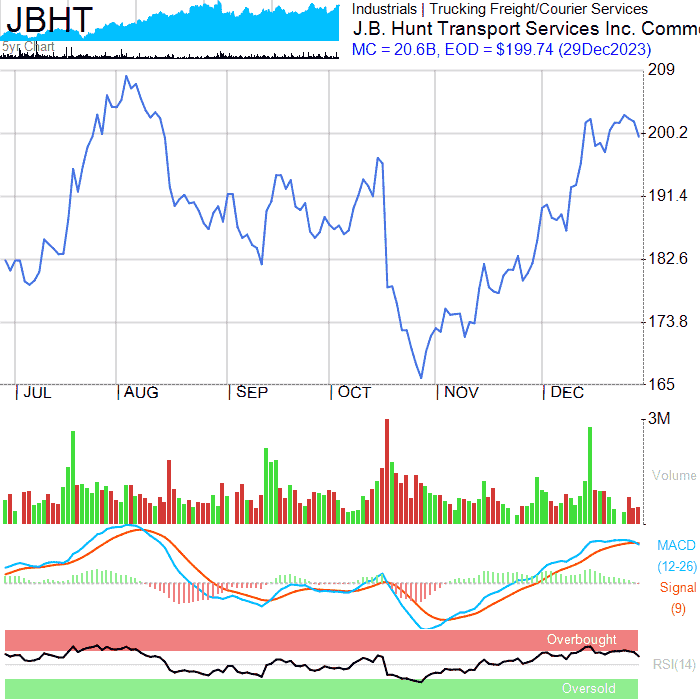 JBHT
5yr Chart
Industrials | Trucking Freight/Courier Services
J.B. Hunt Transport Services Inc. Comm
MC = 20.6B, EOD = $199.74 (29Dec2023)
209
200.2
191.4
182.6
173.8
165
| JUL | AUG | SEP | OCT | NOV | DEC
3M
Volume
MACD
(12-26)
Signal
(9)
Overbought
RSI(14)
Oversold